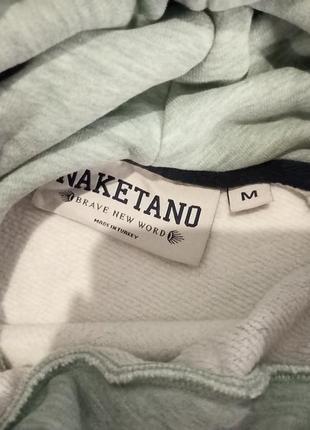 NAKETANO
BRAVE NEW WORD
MADE IN TURKEY
M